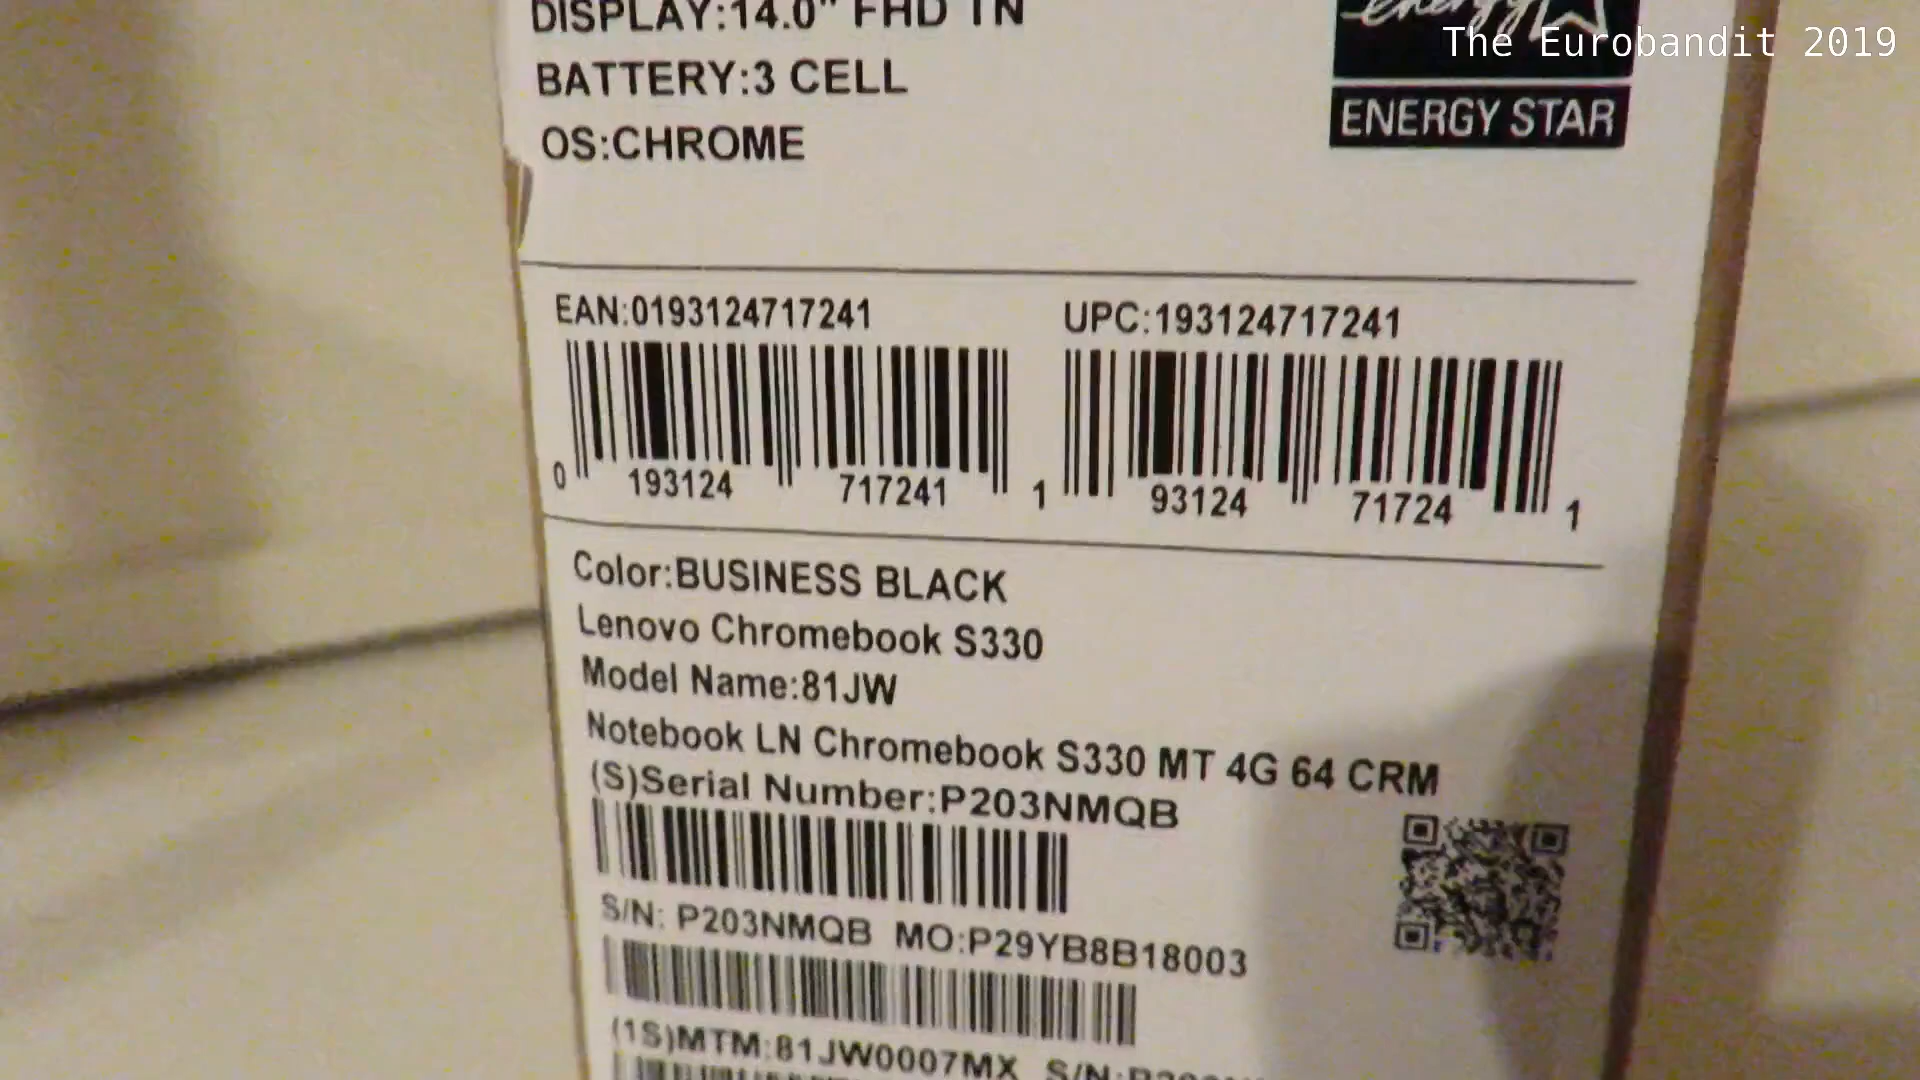 The Eurobandit 2019
DISPLAY:14.0" FHD TN
BATTERY:3 CELL
OS:CHROME
energy
ENERGY STAR
EAN:0193124717241
UPC:193124717241
0 193124 717241
1 93124 71724 1
Color:BUSINESS BLACK
Lenovo Chromebook S330
Model Name:81JW
Notebook LN Chromebook S330 MT 4G 64 CRM
(S)Serial Number:P203NMQB
S/N: P203NMQB MO:P29YB8B18003
(1S)MTM:81JW0007MX S/N: